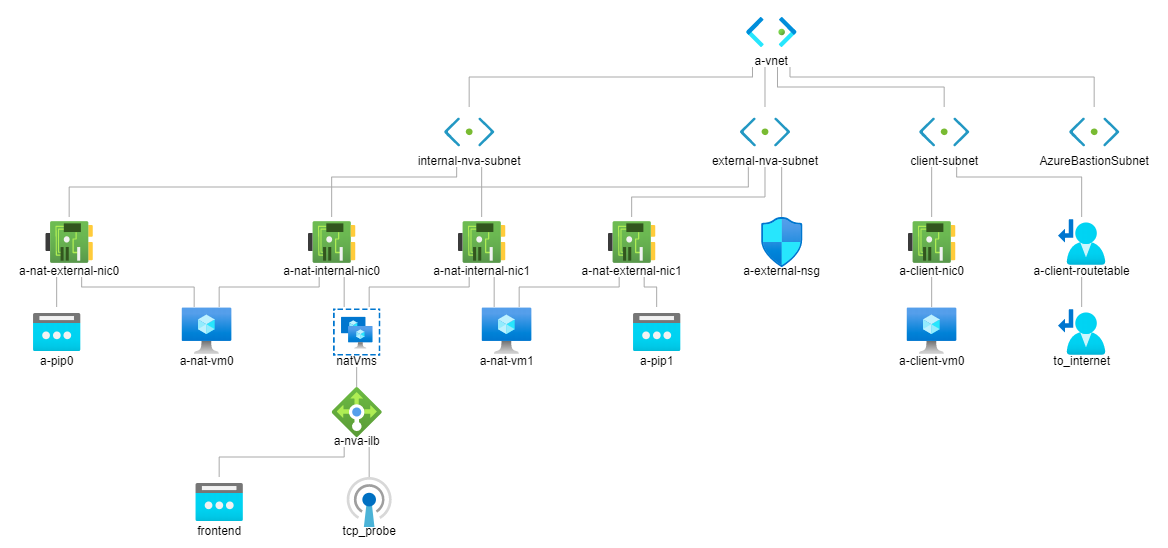 a-vnet
internal-nva-subnet
external-nva-subnet
client-subnet
AzureBastionSubnet
a-nat-external-nic0
a-nat-internal-nic0
a-nat-internal-nic1
a-nat-external-nic1
a-external-nsg
a-client-nic0
a-client-routetable
a-pip0
a-nat-vm0
natVms
a-nat-vm1
a-pip1
a-client-vm0
to_internet
a-nva-ilb
frontend
tcp_probe